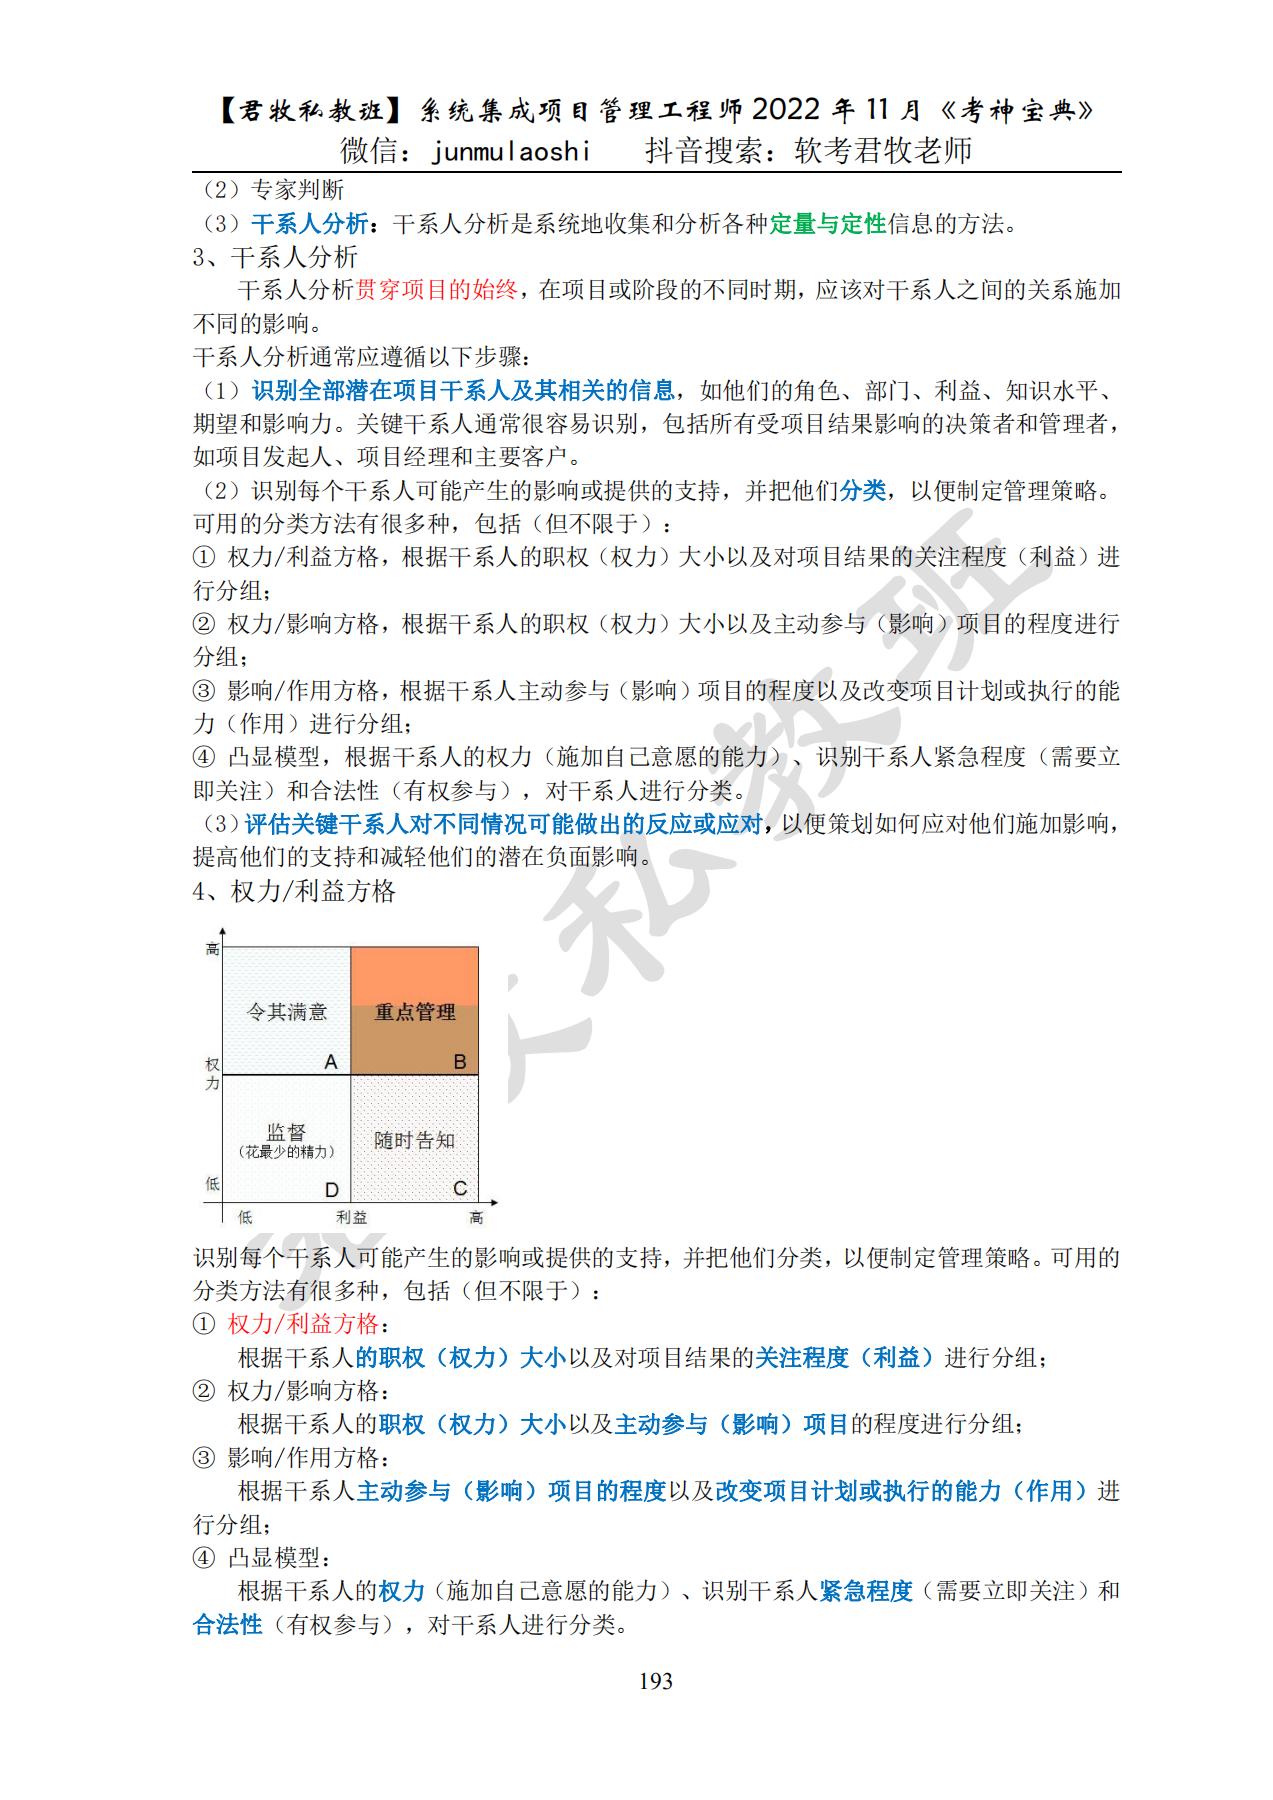 【君牧私教班】系统集成项目管理工程师 2022 年 11 月《考神宝典》
微信：junmulaoshi 抖音搜索：软考君牧老师
（2）专家判断
（3）干系人分析：干系人分析是系统地收集和分析各种定量与定性信息的方法。
3、干系人分析
干系人分析贯穿项目的始终，在项目或阶段的不同时期，应该对干系人之间的关系施加
不同的影响。
干系人分析通常应遵循以下步骤：
（1）识别全部潜在项目干系人及其相关的信息，如他们的角色、部门、利益、知识水平、
期望和影响力。关键干系人通常很容易识别，包括所有受项目结果影响的决策者和管理者，
如项目发起人、项目经理和主要客户。
（2）识别每个干系人可能产生的影响或提供的支持，并把他们分类，以便制定管理策略。
可用的分类方法有很多种，包括（但不限于）：
① 权力/利益方格，根据干系人的职权（权力）大小以及对项目结果的关注程度（利益）进
行分组；
② 权力/影响方格，根据干系人的职权（权力）大小以及主动参与（影响）项目的程度进行
分组；
③ 影响/作用方格，根据干系人主动参与（影响）项目的程度以及改变项目计划或执行的能
力（作用）进行分组；
④ 凸显模型，根据干系人的权力（施加自己意愿的能力）、识别干系人紧急程度（需要立
即关注）和合法性（有权参与），对干系人进行分类。
（3）评估关键干系人对不同情况可能做出的反应或应对，以便策划如何应对他们施加影响，
提高他们的支持和减轻他们的潜在负面影响。
4、权力/利益方格
高
令其满意
重点管理
A
B
权力
监督
（花最少的精力）
随时告知
低
D
C
低 利益 高
识别每个干系人可能产生的影响或提供的支持，并把他们分类，以便制定管理策略。可用的
分类方法有很多种，包括（但不限于）：
① 权力/利益方格：
根据干系人的职权（权力）大小以及对项目结果的关注程度（利益）进行分组；
② 权力/影响方格：
根据干系人的职权（权力）大小以及主动参与（影响）项目的程度进行分组；
③ 影响/作用方格：
根据干系人主动参与（影响）项目的程度以及改变项目计划或执行的能力（作用）进
行分组；
④ 凸显模型：
根据干系人的权力（施加自己意愿的能力）、识别干系人紧急程度（需要立即关注）和
合法性（有权参与），对干系人进行分类。
193
私教班